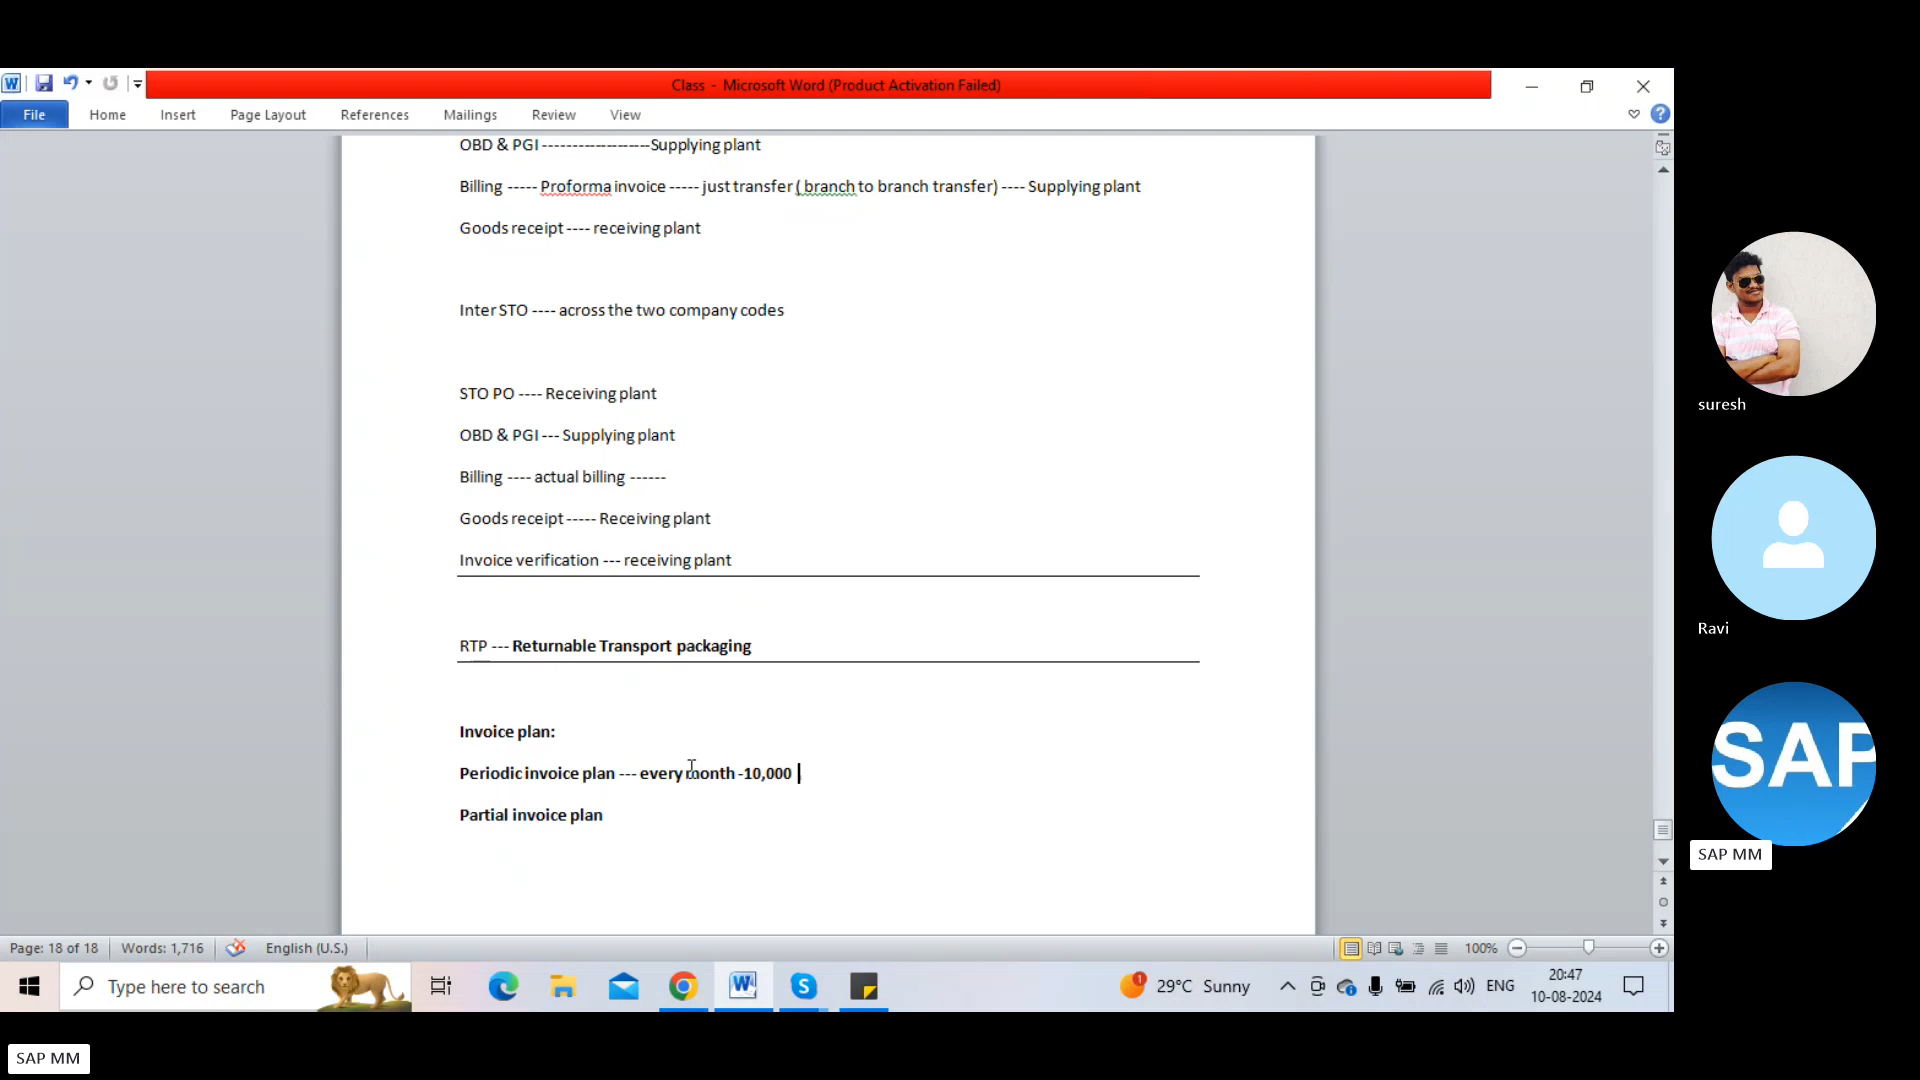 Class - Microsoft Word (Product Activation Failed)
File Home Insert Page Layout References Mailings Review View
OBD & PGI ------------------Supplying plant
Billing ----- Proforma invoice ----- just transfer ( branch to branch transfer) ---- Supplying plant
Goods receipt ---- receiving plant
Inter STO ---- across the two company codes
STO PO ---- Receiving plant
OBD & PGI --- Supplying plant
Billing ---- actual billing ------
Goods receipt ----- Receiving plant
Invoice verification --- receiving plant
RTP --- Returnable Transport packaging
Invoice plan:
Periodic invoice plan --- every month -10,000
Partial invoice plan
Page: 18 of 18 Words: 1,716 English (U.S.) 100%
Type here to search
1 29°C Sunny ENG
20:47
10-08-2024
suresh
Ravi
SAP
SAP MM
SAP MM